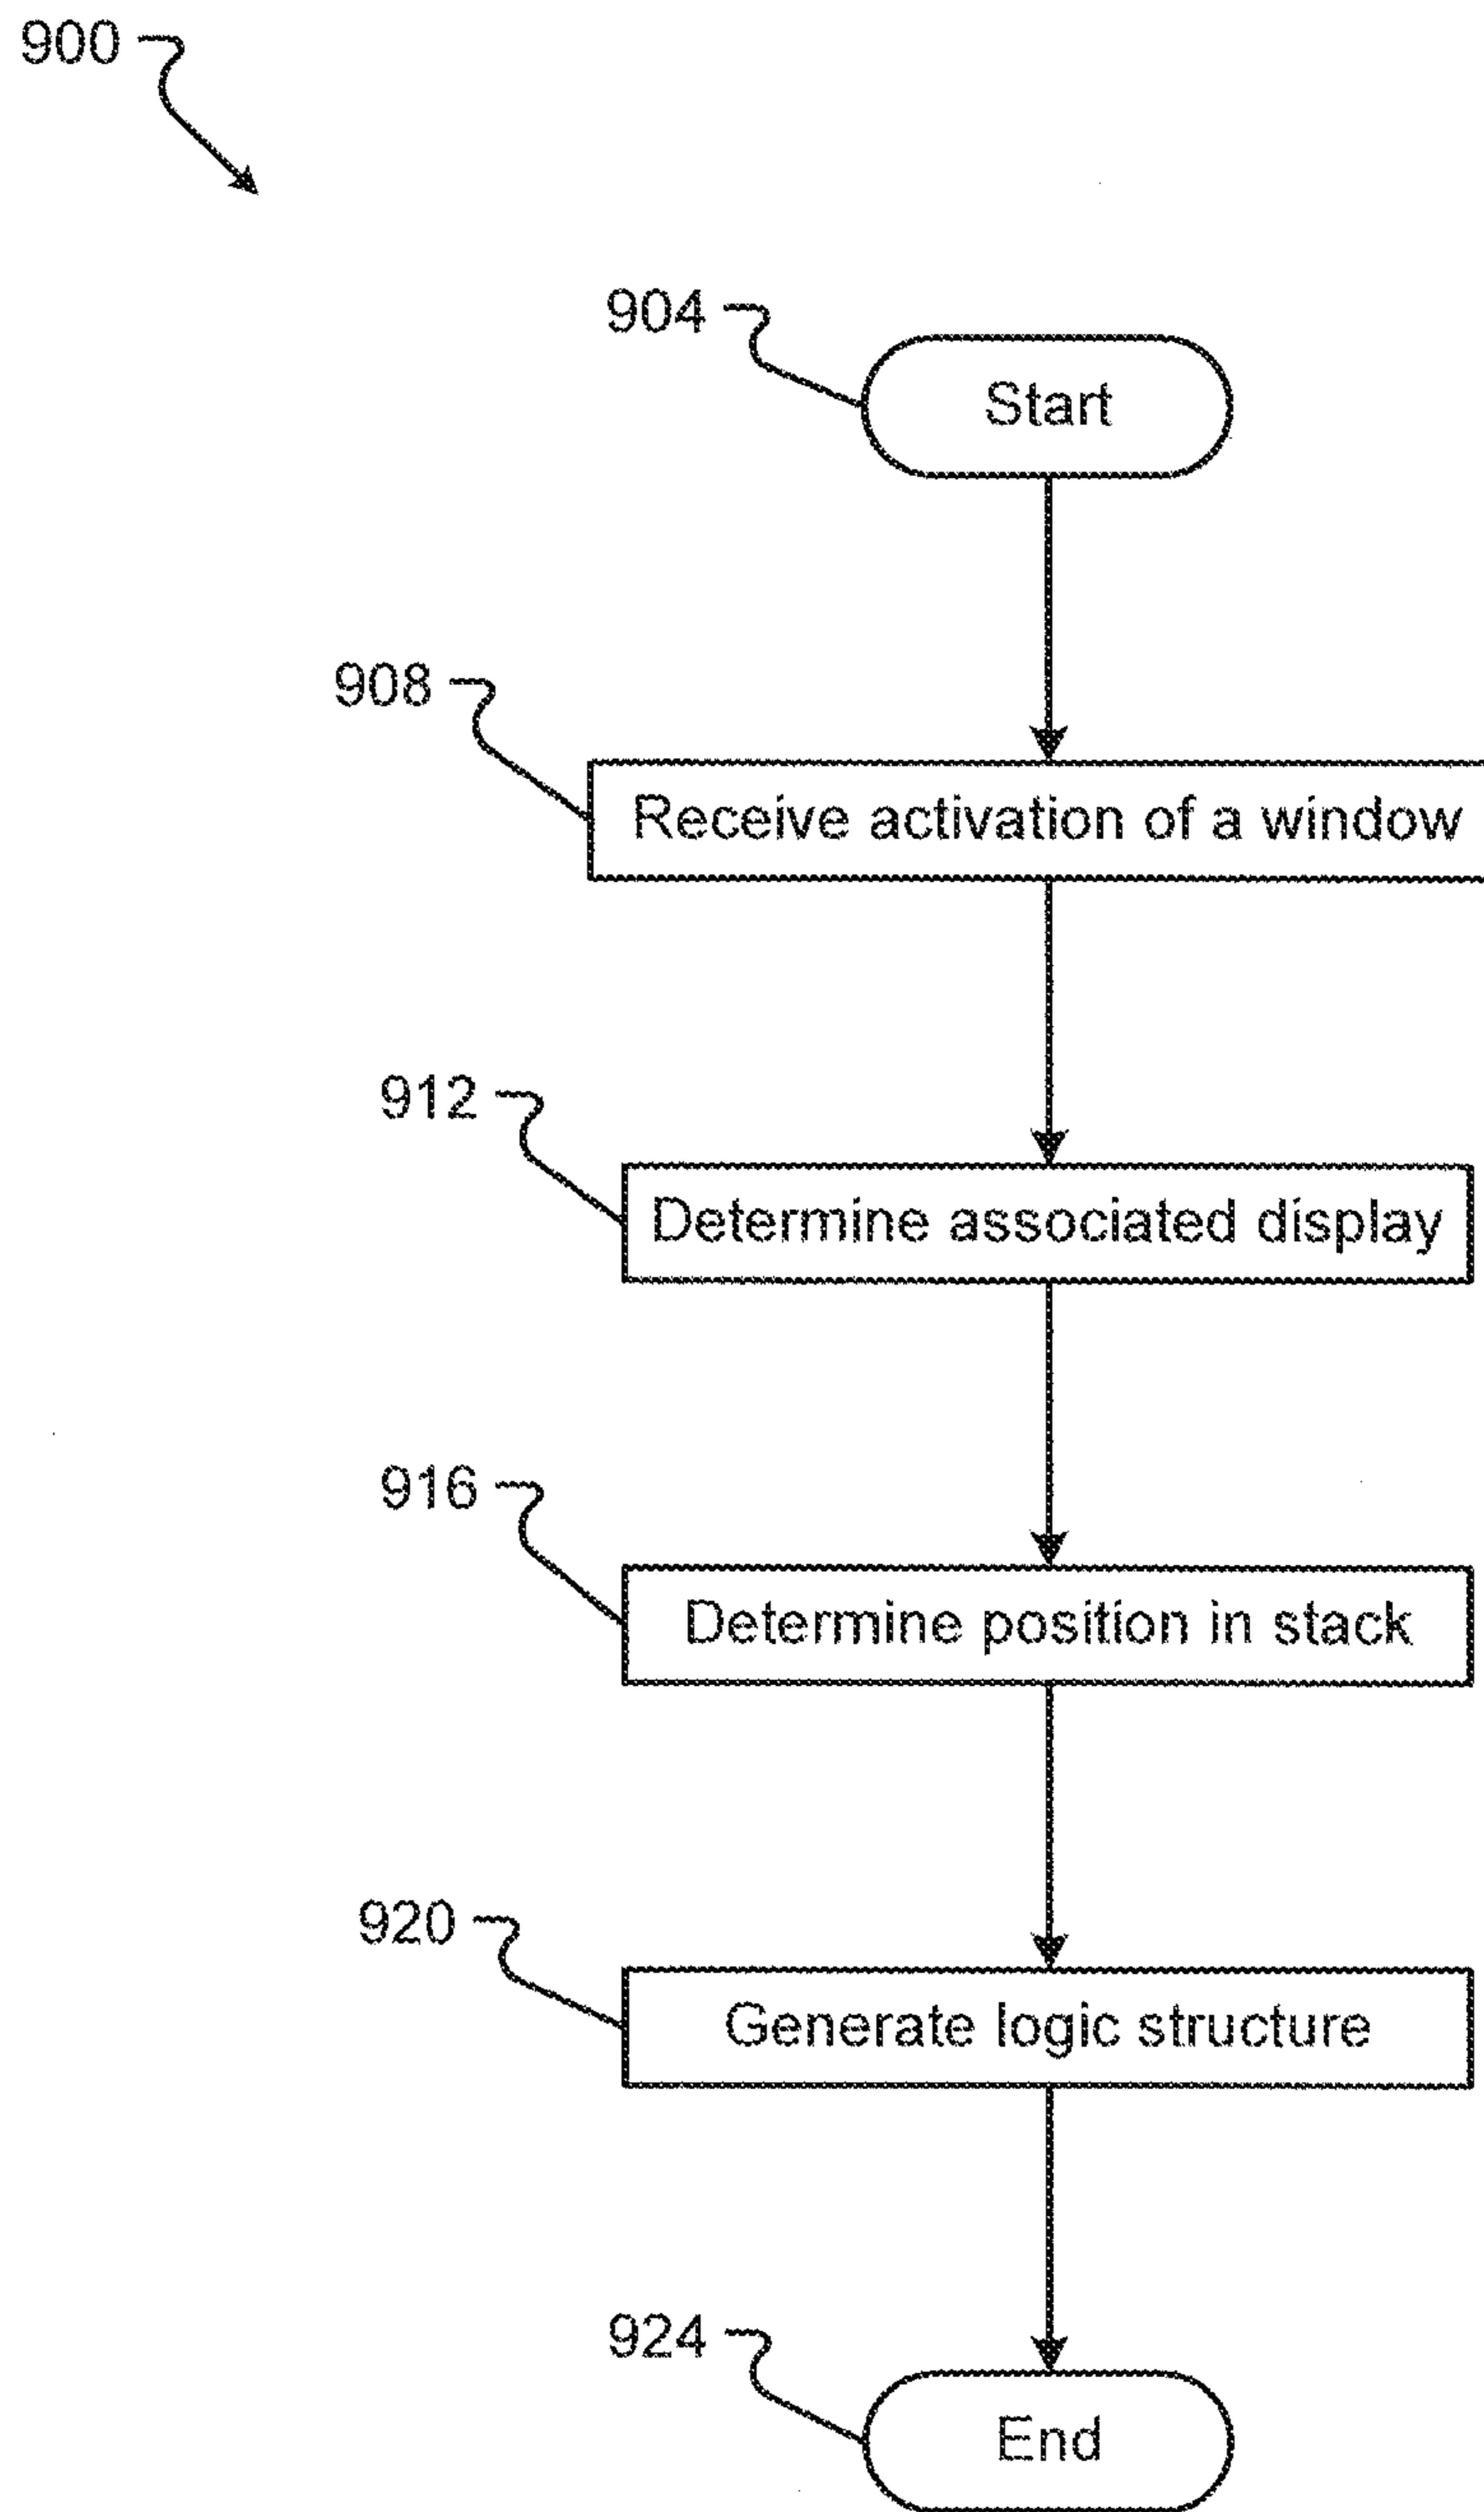 900
904
Start
908
Receive activation of a window
912
Determine associated display
916
Determine position in stack
920
Generate logic structure
924
End